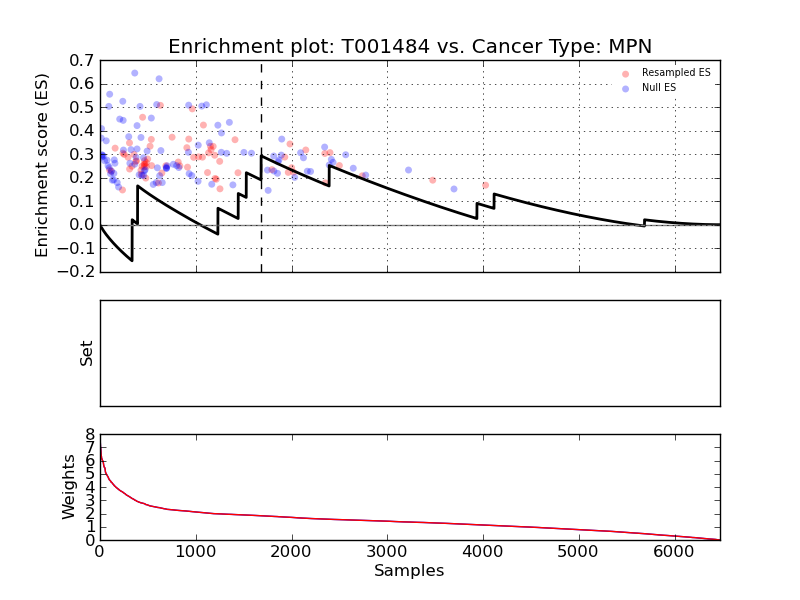 Enrichment plot: T001484 vs. Cancer Type: MPN
0.7
0.6
0.5
0.4
0.3
0.2
0.1
0.0
−0.1
−0.2
Enrichment score (ES)
Resampled ES
Null ES
Set
8
7
6
5
4
3
2
1
0
Weights
0 1000 2000 3000 4000 5000 6000
Samples